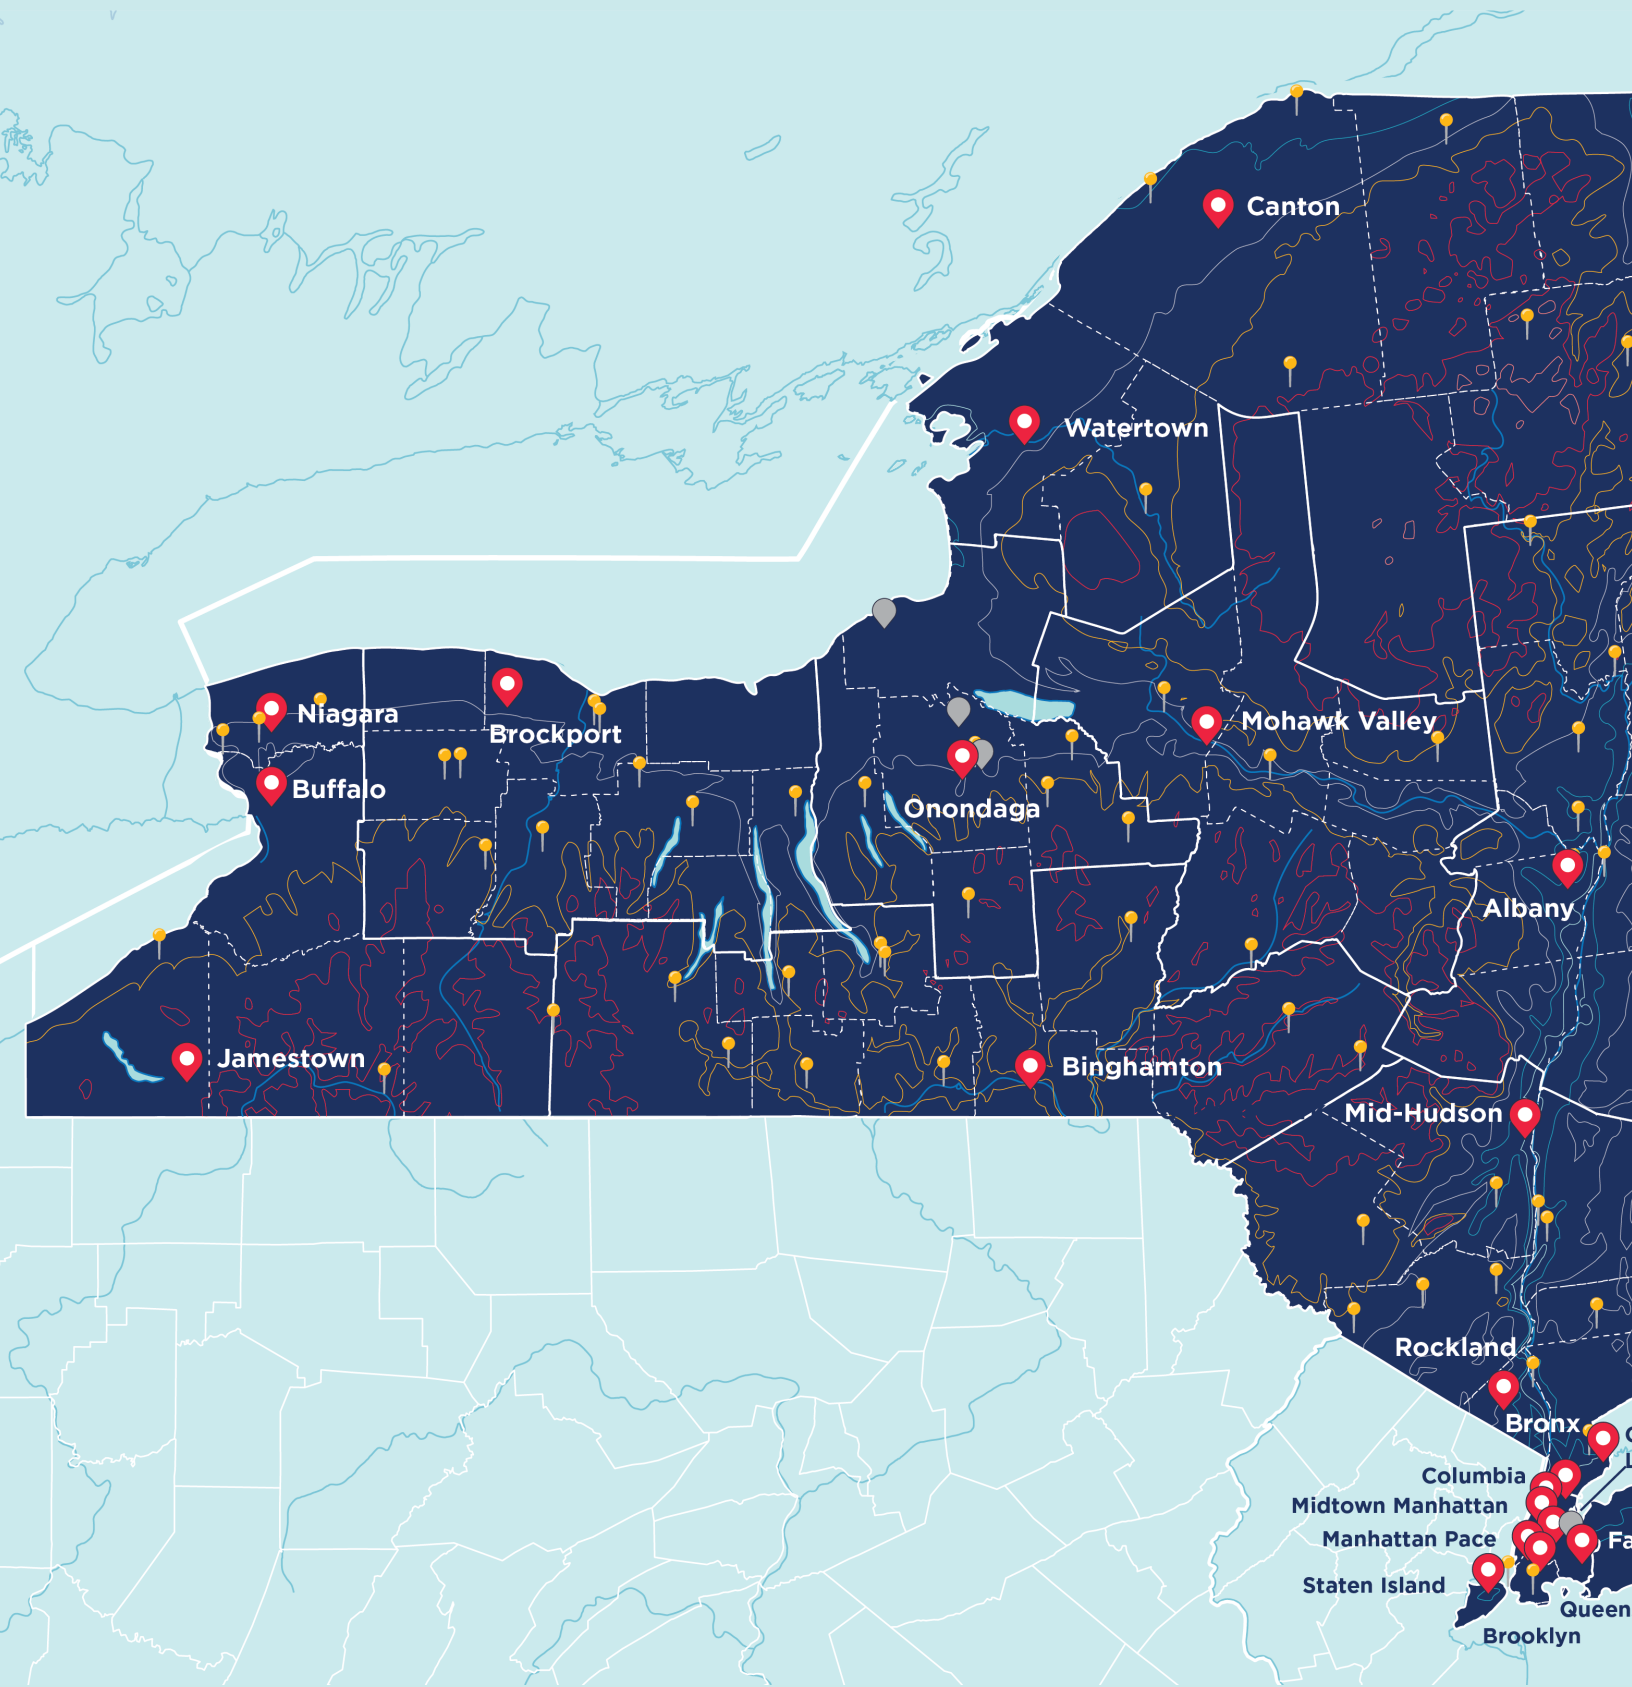 Canton
Watertown
Niagara
Brockport
Mohawk Valley
Buffalo
Onondaga
Albany
Jamestown
Binghamton
Mid-Hudson
Rockland
Bronx
Columbia
Midtown Manhattan
Manhattan Pace
Staten Island
Brooklyn